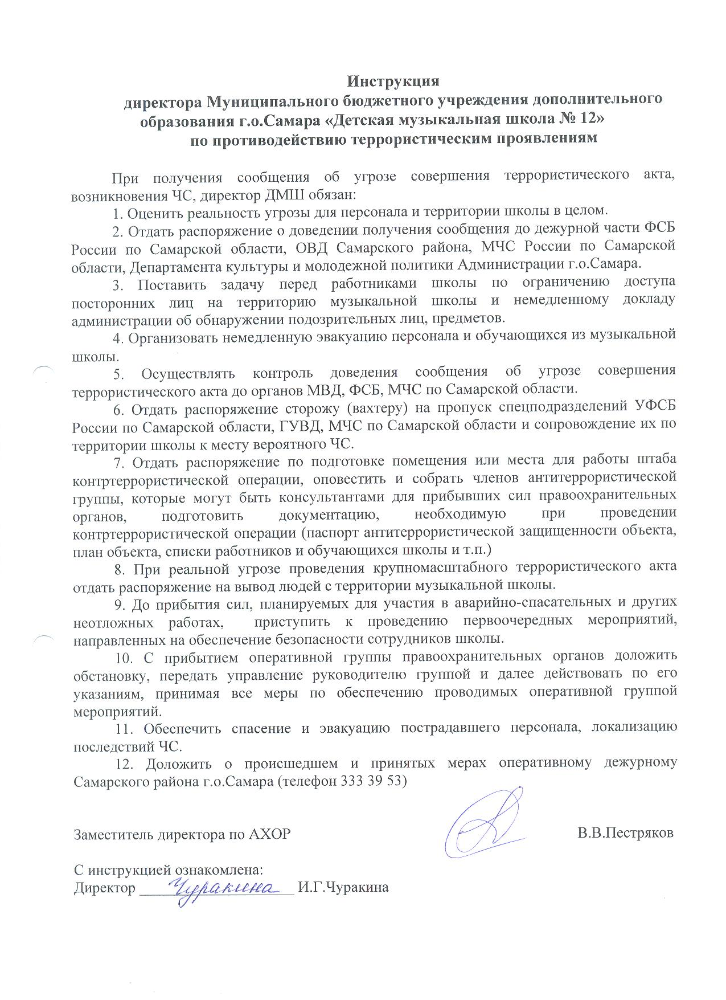 Инструкция
директора Муниципального бюджетного учреждения дополнительного
образования г.о.Самара «Детская музыкальная школа № 12»
по противодействию террористическим проявлениям
При получения сообщения об угрозе совершения террористического акта,
возникновения ЧС, директор ДМШ обязан:
1. Оценить реальность угрозы для персонала и территории школы в целом.
2. Отдать распоряжение о доведении получения сообщения до дежурной части ФСБ
России по Самарской области, ОВД Самарского района, МЧС России по Самарской
области, Департамента культуры и молодежной политики Администрации г.о.Самара.
3. Поставить задачу перед работниками школы по ограничению доступа
посторонних лиц на территорию музыкальной школы и немедленному докладу
администрации об обнаружении подозрительных лиц, предметов.
4. Организовать немедленную эвакуацию персонала и обучающихся из музыкальной
школы.
5. Осуществлять контроль доведения сообщения об угрозе совершения
террористического акта до органов МВД, ФСБ, МЧС по Самарской области.
6. Отдать распоряжение сторожу (вахтеру) на пропуск спецподразделений УФСБ
России по Самарской области, ГУВД, МЧС по Самарской области и сопровождение их по
территории школы к месту вероятного ЧС.
7. Отдать распоряжение по подготовке помещения или места для работы штаба
контртеррористической операции, оповестить и собрать членов антитеррористической
группы, которые могут быть консультантами для прибывших сил правоохранительных
органов, подготовить документацию, необходимую при проведении
контртеррористической операции (паспорт антитеррористической защищенности объекта,
план объекта, списки работников и обучающихся школы и т.п.)
8. При реальной угрозе проведения крупномасштабного террористического акта
отдать распоряжение на вывод людей с территории музыкальной школы.
9. До прибытия сил, планируемых для участия в аварийно-спасательных и других
неотложных работах, приступить к проведению первоочередных мероприятий,
направленных на обеспечение безопасности сотрудников школы.
10. С прибытием оперативной группы правоохранительных органов доложить
обстановку, передать управление руководителю группой и далее действовать по его
указаниям, принимая все меры по обеспечению проводимых оперативной группой
мероприятий.
11. Обеспечить спасение и эвакуацию пострадавшего персонала, локализацию
последствий ЧС.
12. Доложить о происшедшем и принятых мерах оперативному дежурному
Самарского района г.о.Самара (телефон 333 39 53)
Заместитель директора по АХОР В.В.Пестряков
С инструкцией ознакомлена:
Директор Чуракина И.Г.Чуракина